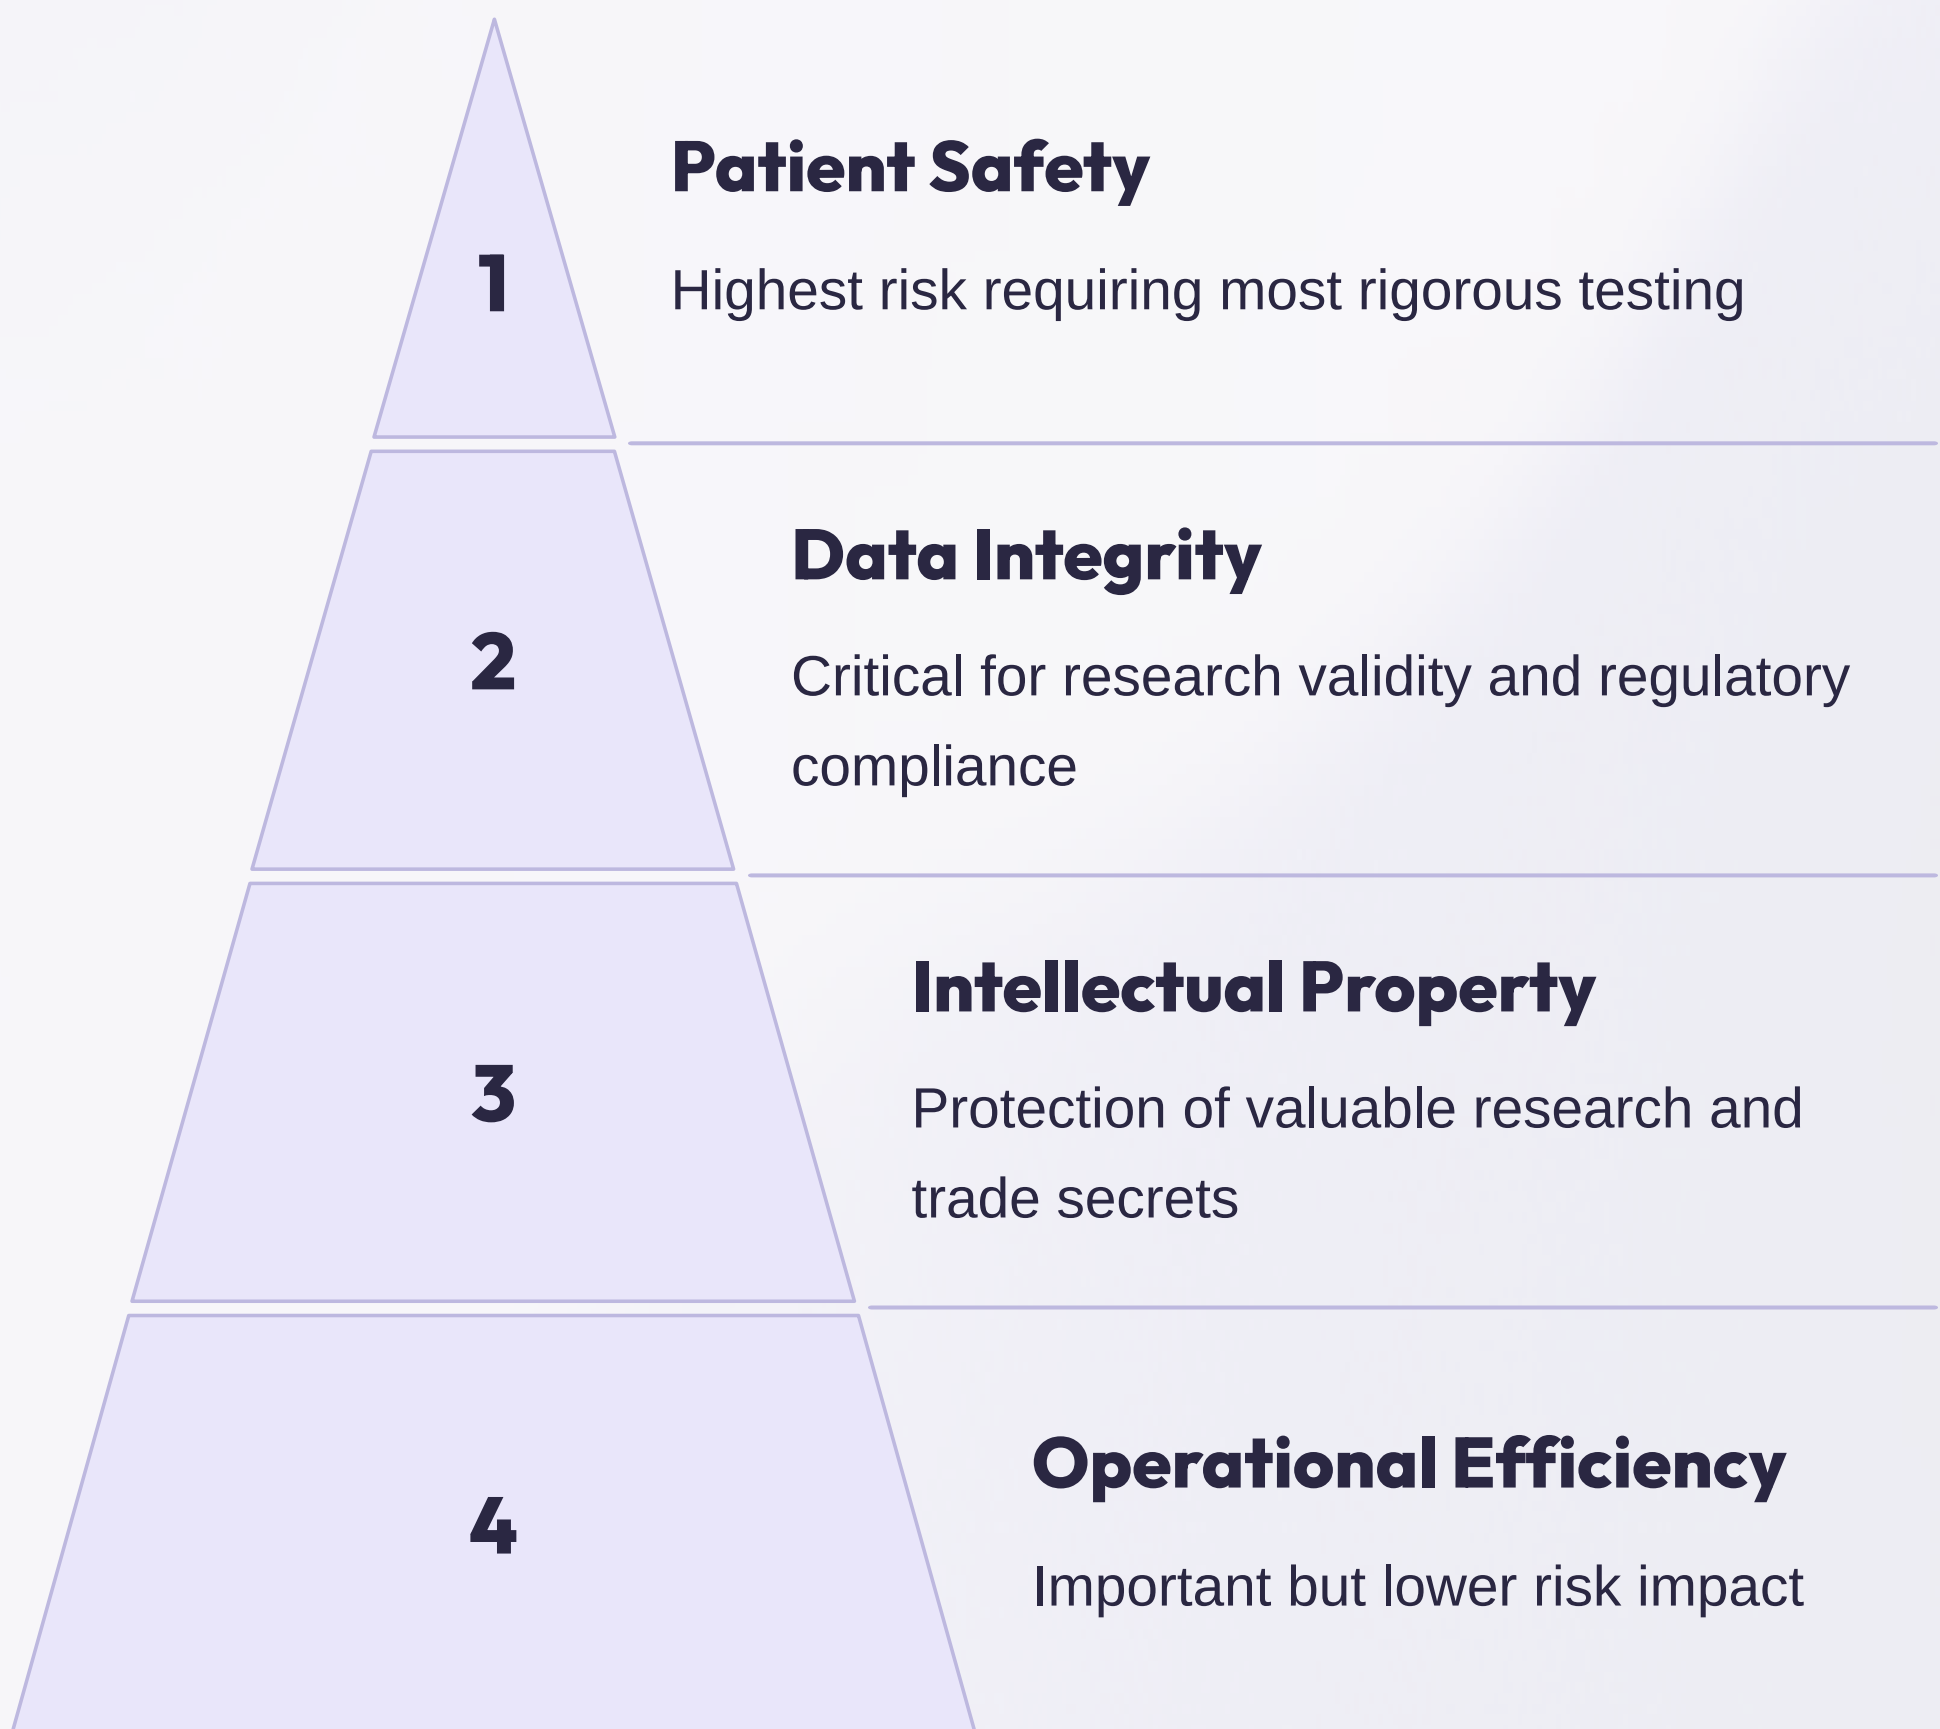 1
Patient Safety
Highest risk requiring most rigorous testing
2
Data Integrity
Critical for research validity and regulatory
compliance
3
Intellectual Property
Protection of valuable research and
trade secrets
4
Operational Efficiency
Important but lower risk impact